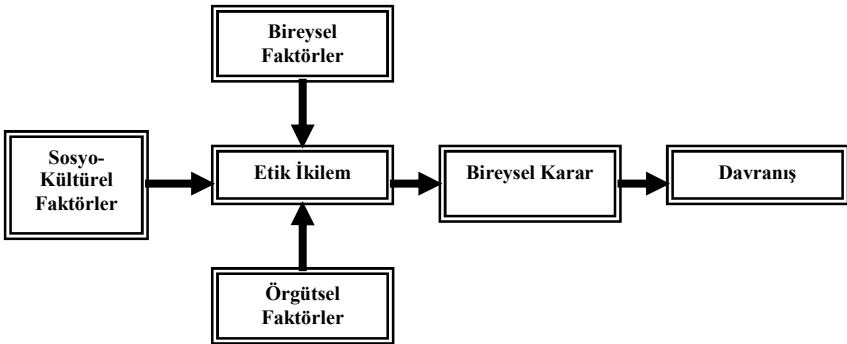 Bireysel
Faktörler
Sosyo-
Kültürel
Faktörler
Etik İkilem
Bireysel Karar
Davranış
Örgütsel
Faktörler